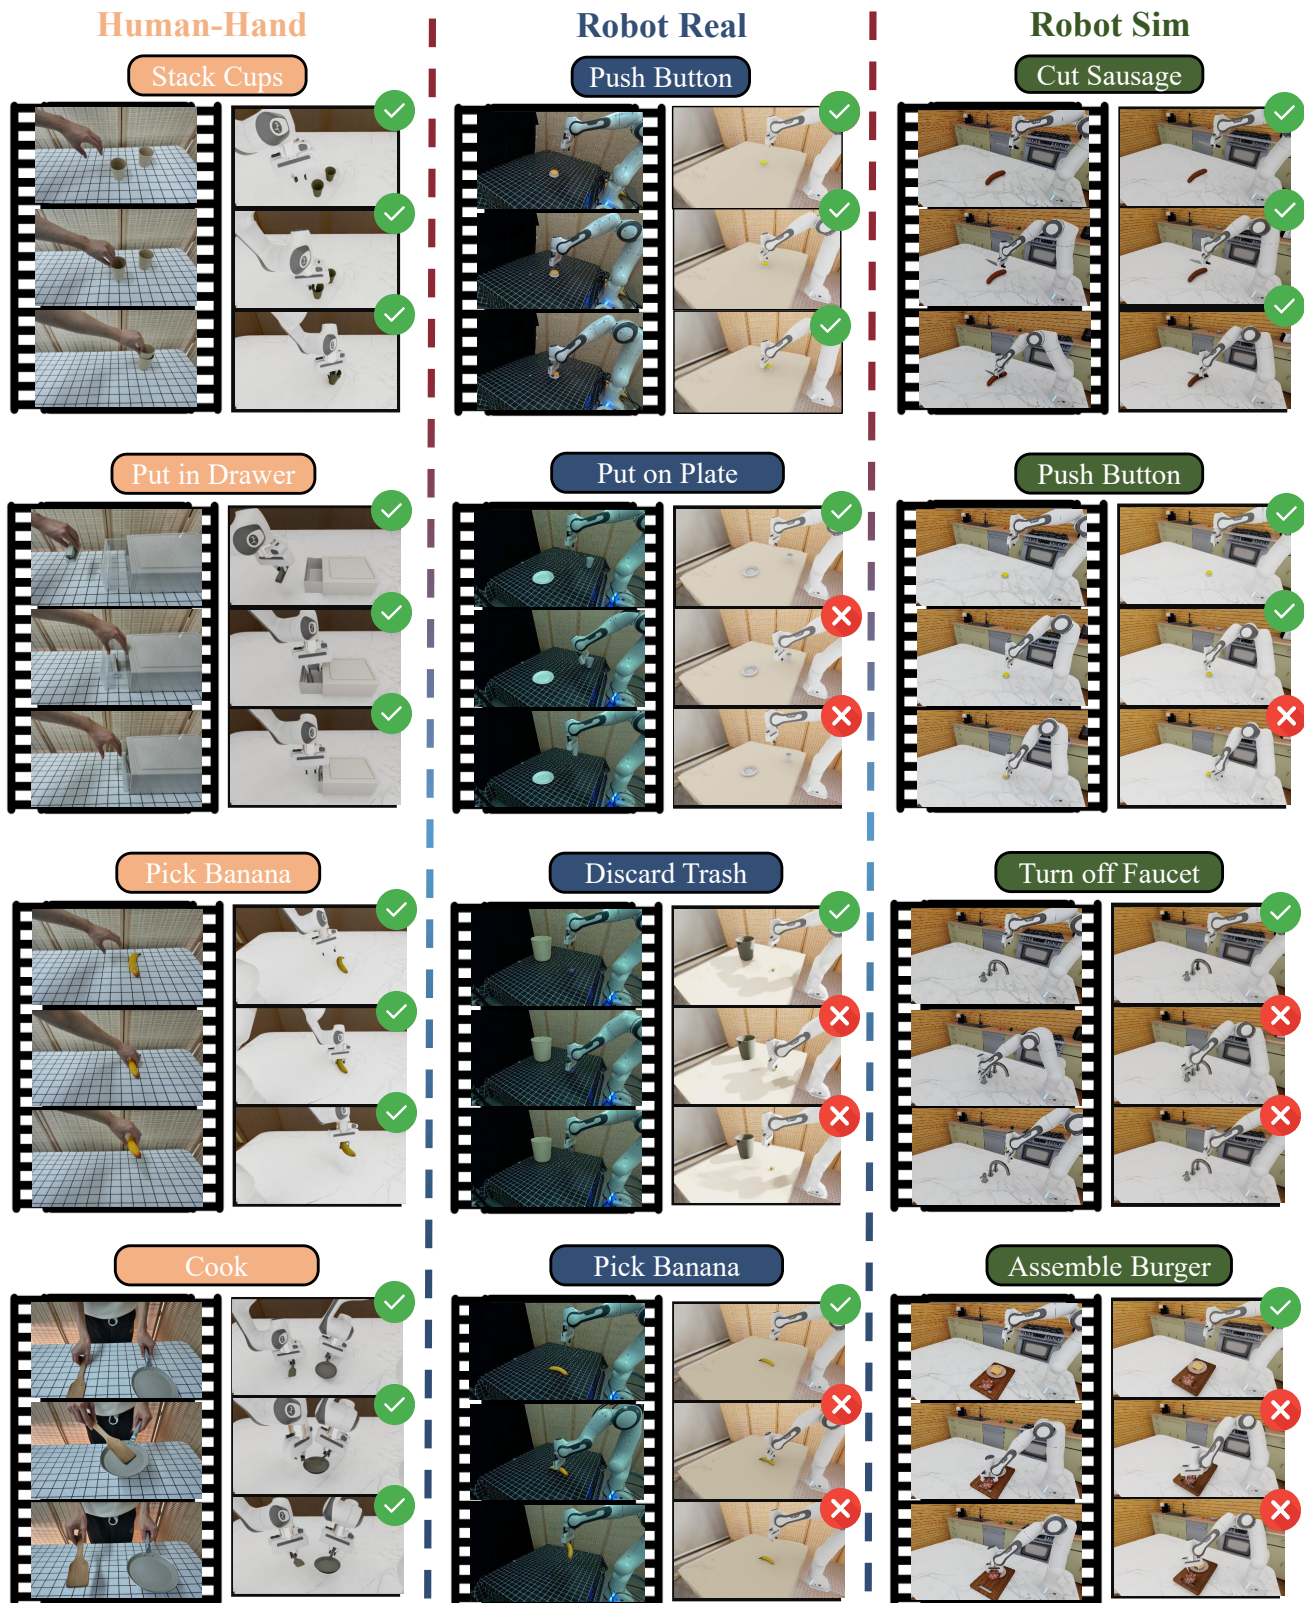 Human-Hand
Robot Real
Robot Sim
Stack Cups
Push Button
Cut Sausage
Put in Drawer
Put on Plate
Push Button
Pick Banana
Discard Trash
Turn off Faucet
Cook
Pick Banana
Assemble Burger